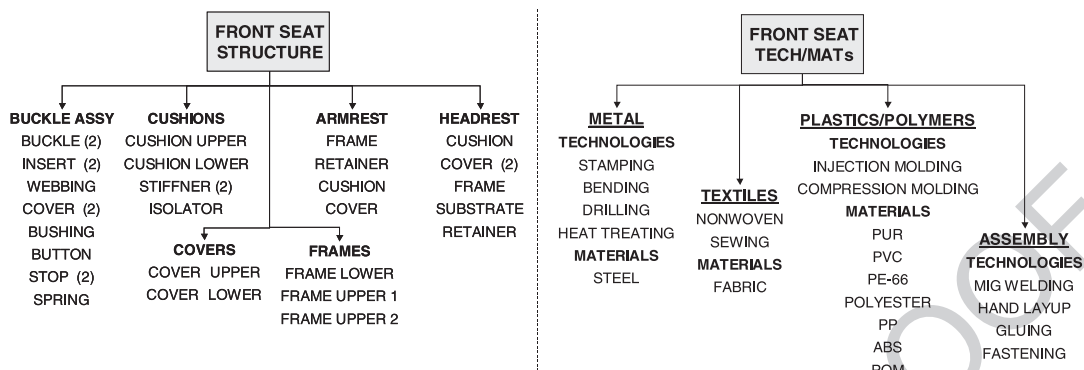 FRONT SEAT
STRUCTURE
BUCKLE ASSY
BUCKLE (2)
INSERT (2)
WEBBING
COVER (2)
BUSHING
BUTTON
STOP (2)
SPRING
CUSHIONS
CUSHION UPPER
CUSHION LOWER
STIFFNER (2)
ISOLATOR
ARMREST
FRAME
RETAINER
CUSHION
COVER
HEADREST
CUSHION
COVER (2)
FRAME
SUBSTRATE
RETAINER
COVERS
COVER UPPER
COVER LOWER
FRAMES
FRAME LOWER
FRAME UPPER 1
FRAME UPPER 2
FRONT SEAT
TECH/MATs
METAL
TECHNOLOGIES
STAMPING
BENDING
DRILLING
HEAT TREATING
MATERIALS
STEEL
TEXTILES
NONWOVEN
SEWING
MATERIALS
FABRIC
PLASTICS/POLYMERS
TECHNOLOGIES
INJECTION MOLDING
COMPRESSION MOLDING
MATERIALS
PUR
PVC
PE-66
POLYESTER
PP
ABS
POM
ASSEMBLY
TECHNOLOGIES
MIG WELDING
HAND LAYUP
GLUING
FASTENING